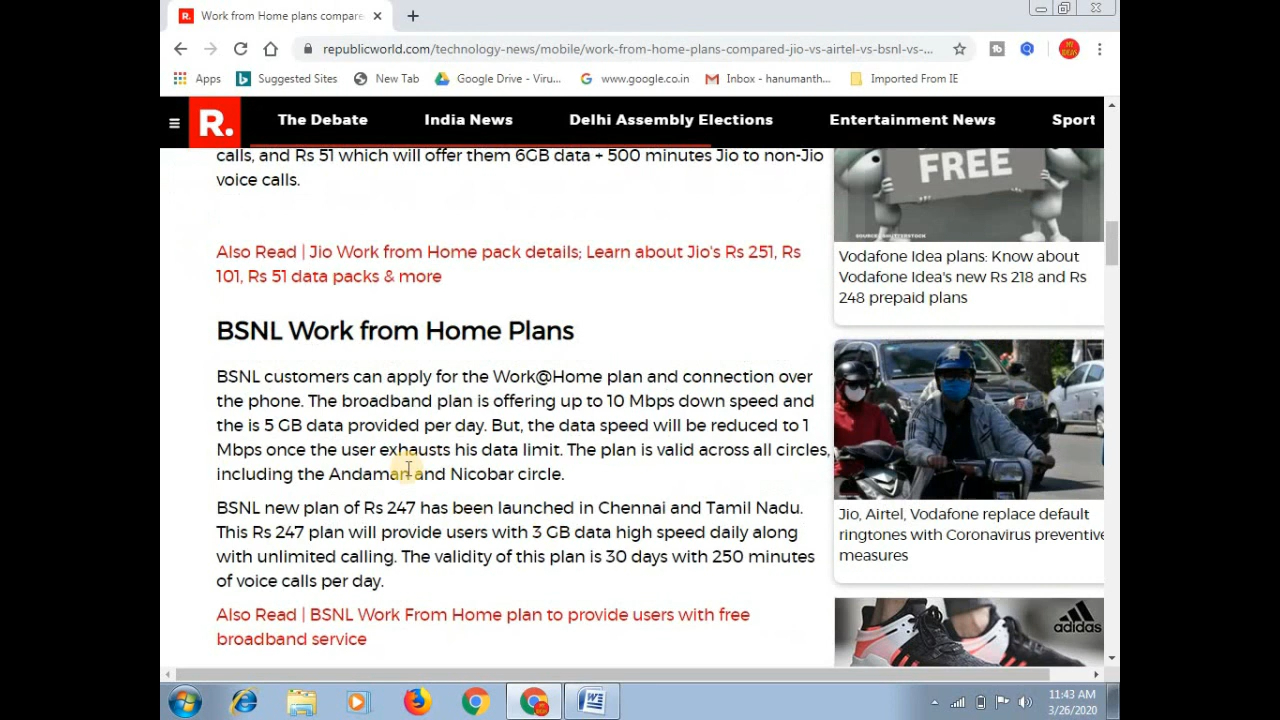 Work from Home plans compare
republicworld.com/technology-news/mobile/work-from-home-plans-compared-jio-vs-airtel-vs-bsnl-vs-...
Apps Suggested Sites New Tab Google Drive - Viru... www.google.co.in Inbox - hanumanth... Imported From IE
R. The Debate India News Delhi Assembly Elections Entertainment News Sport
calls, and Rs 51 which will offer them 6GB data + 500 minutes Jio to non-Jio
voice calls.
Also Read | Jio Work from Home pack details; Learn about Jio's Rs 251, Rs
101, Rs 51 data packs & more
BSNL Work from Home Plans
BSNL customers can apply for the Work@Home plan and connection over
the phone. The broadband plan is offering up to 10 Mbps down speed and
the is 5 GB data provided per day. But, the data speed will be reduced to 1
Mbps once the user exhausts his data limit. The plan is valid across all circles,
including the Andaman and Nicobar circle.
BSNL new plan of Rs 247 has been launched in Chennai and Tamil Nadu.
This Rs 247 plan will provide users with 3 GB data high speed daily along
with unlimited calling. The validity of this plan is 30 days with 250 minutes
of voice calls per day.
Also Read | BSNL Work From Home plan to provide users with free
broadband service
FREE
Vodafone Idea plans: Know about
Vodafone Idea's new Rs 218 and Rs
248 prepaid plans
Jio, Airtel, Vodafone replace default
ringtones with Coronavirus preventive
measures
adidas
11:43 AM
3/26/2020